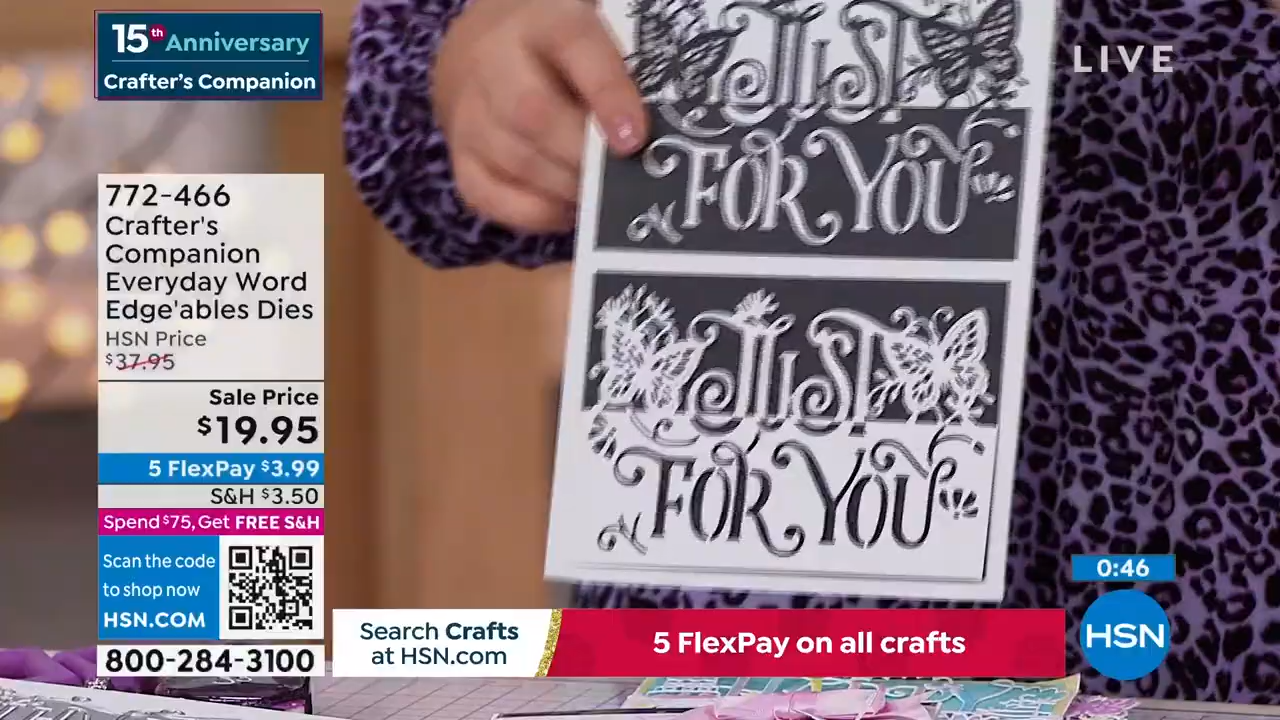 15th Anniversary
Crafter's Companion
LIVE
772-466
Crafter's
Companion
Everyday Word
Edge'ables Dies
HSN Price
$37.95
Sale Price
$19.95
5 FlexPay $3.99
S&H $3.50
Spend $75, Get FREE S&H
Scan the code
to shop now
HSN.COM
800-284-3100
JUST
FOR YOU
JUST
FOR YOU
Search Crafts
at HSN.com
5 FlexPay on all crafts
0:46
HSN